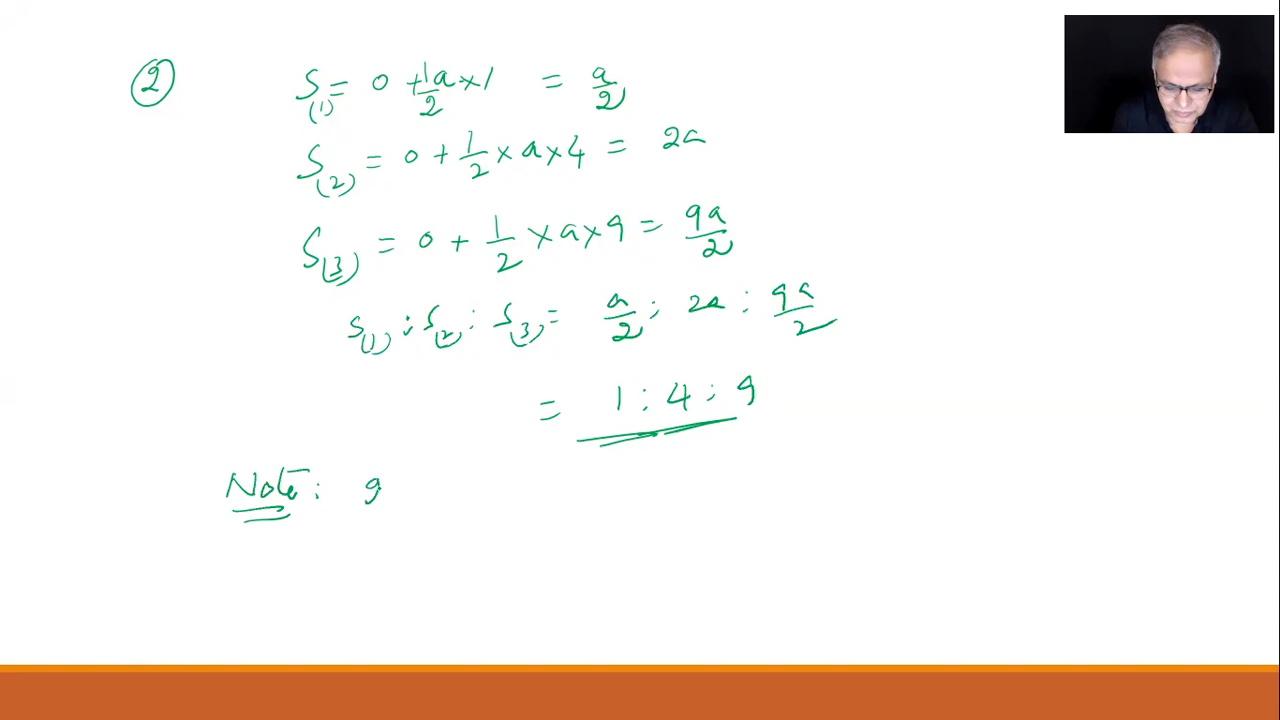 ②
S(1) = 0 + 1/2 a × 1 = a/2
S(2) = 0 + 1/2 × a × 4 = 2a
S(3) = 0 + 1/2 × a × 9 = 9a/2
S(1) : S(2) : S(3) = a/2 : 2a : 9a/2
= 1 : 4 : 9
Note :